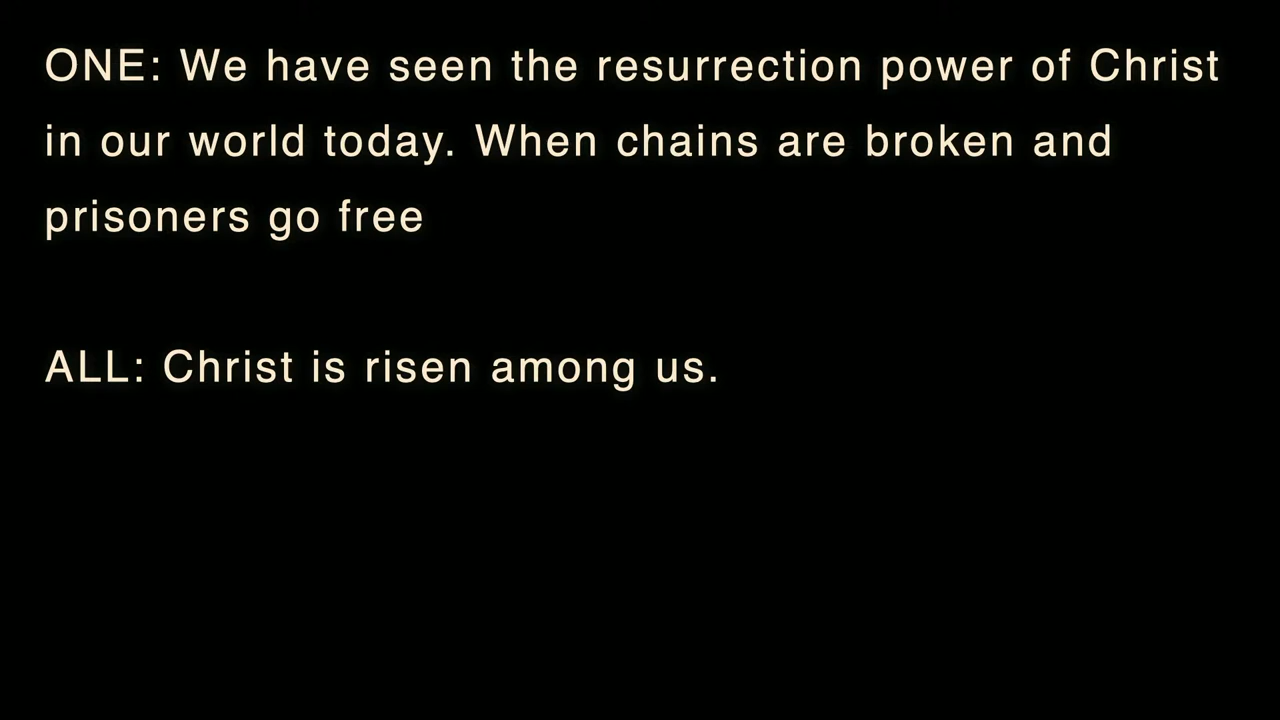 ONE: We have seen the resurrection power of Christ
in our world today. When chains are broken and
prisoners go free
ALL: Christ is risen among us.